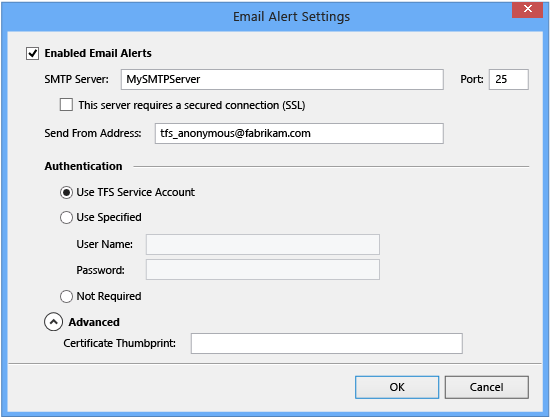 Email Alert Settings
Enabled Email Alerts
SMTP Server: MySMTPServer Port: 25
This server requires a secured connection (SSL)
Send From Address: tfs_anonymous@fabrikam.com
Authentication
Use TFS Service Account
Use Specified
User Name:
Password:
Not Required
Advanced
Certificate Thumbprint:
OK Cancel